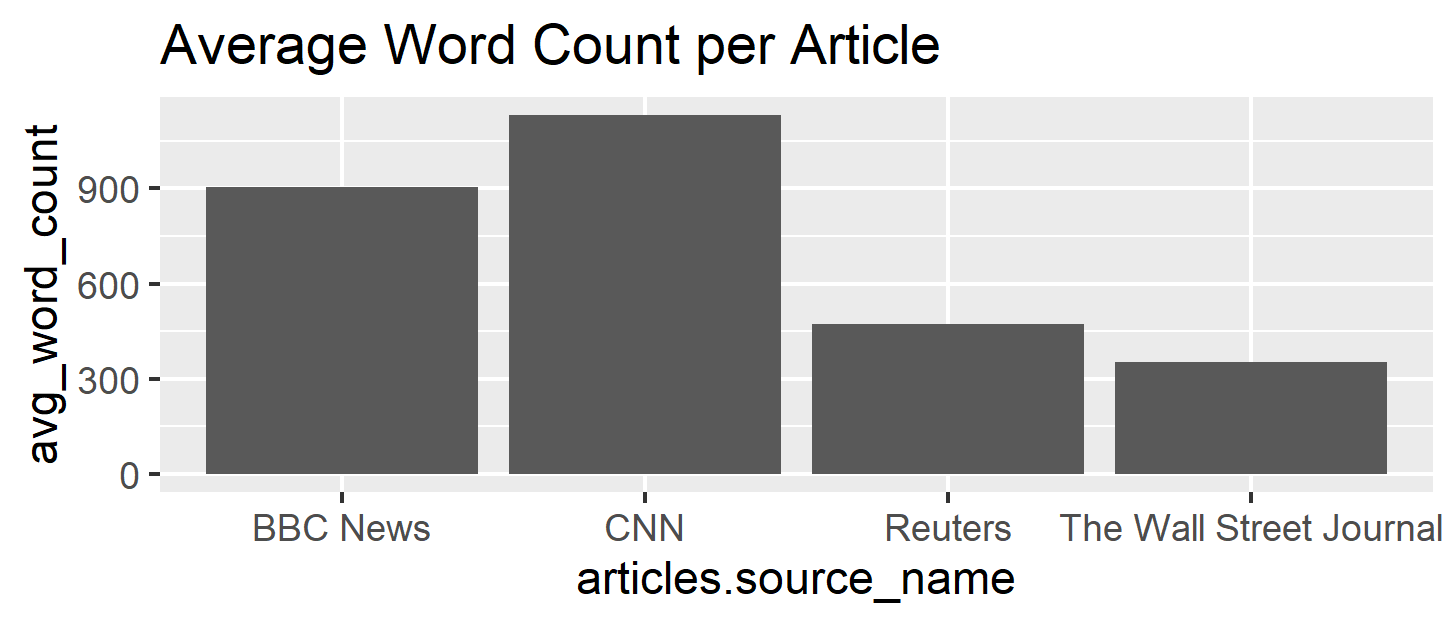 Average Word Count per Article
avg_word_count
900
600
300
0
BBC News CNN Reuters The Wall Street Journal
articles.source_name